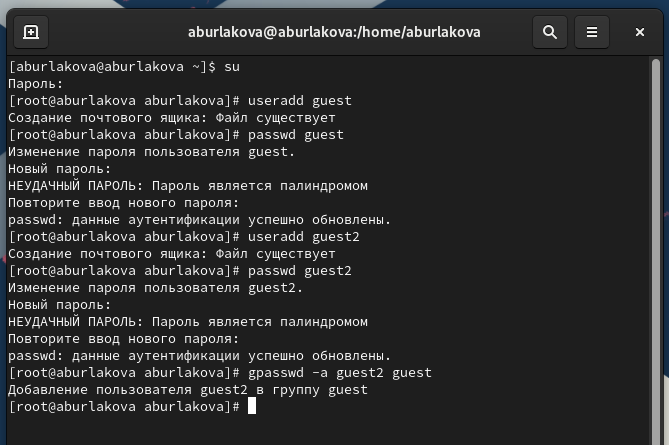 aburlakova@aburlakova:/home/aburlakova
[aburlakova@aburlakova ~]$ su
Пароль:
[root@aburlakova aburlakova]# useradd guest
Создание почтового ящика: Файл существует
[root@aburlakova aburlakova]# passwd guest
Изменение пароля пользователя guest.
Новый пароль:
НЕУДАЧНЫЙ ПАРОЛЬ: Пароль является палиндромом
Повторите ввод нового пароля:
passwd: данные аутентификации успешно обновлены.
[root@aburlakova aburlakova]# useradd guest2
Создание почтового ящика: Файл существует
[root@aburlakova aburlakova]# passwd guest2
Изменение пароля пользователя guest2.
Новый пароль:
НЕУДАЧНЫЙ ПАРОЛЬ: Пароль является палиндромом
Повторите ввод нового пароля:
passwd: данные аутентификации успешно обновлены.
[root@aburlakova aburlakova]# gpasswd -a guest2 guest
Добавление пользователя guest2 в группу guest
[root@aburlakova aburlakova]#